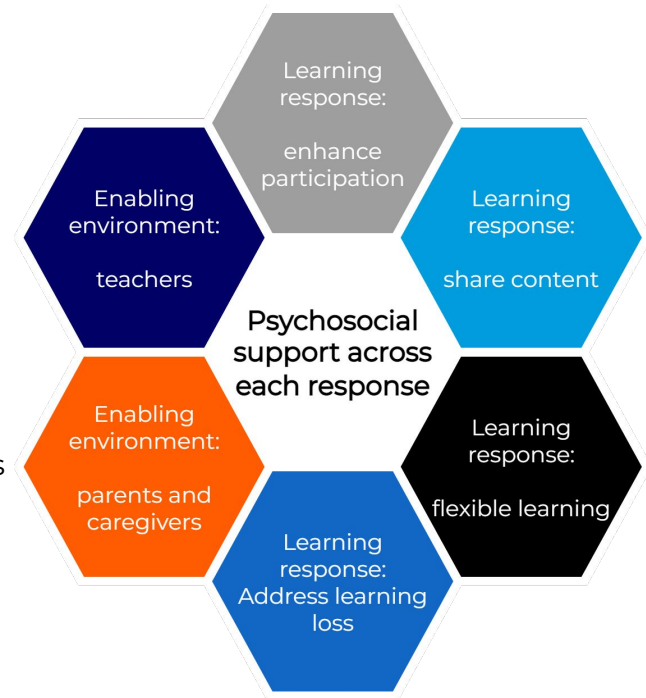 Learning
response:
enhance
participation
Enabling
environment:
teachers
Learning
response:
share content
Psychosocial
support across
each response
Enabling
environment:
parents and
caregivers
s
Learning
response:
flexible learning
Learning
response:
Address learning
loss